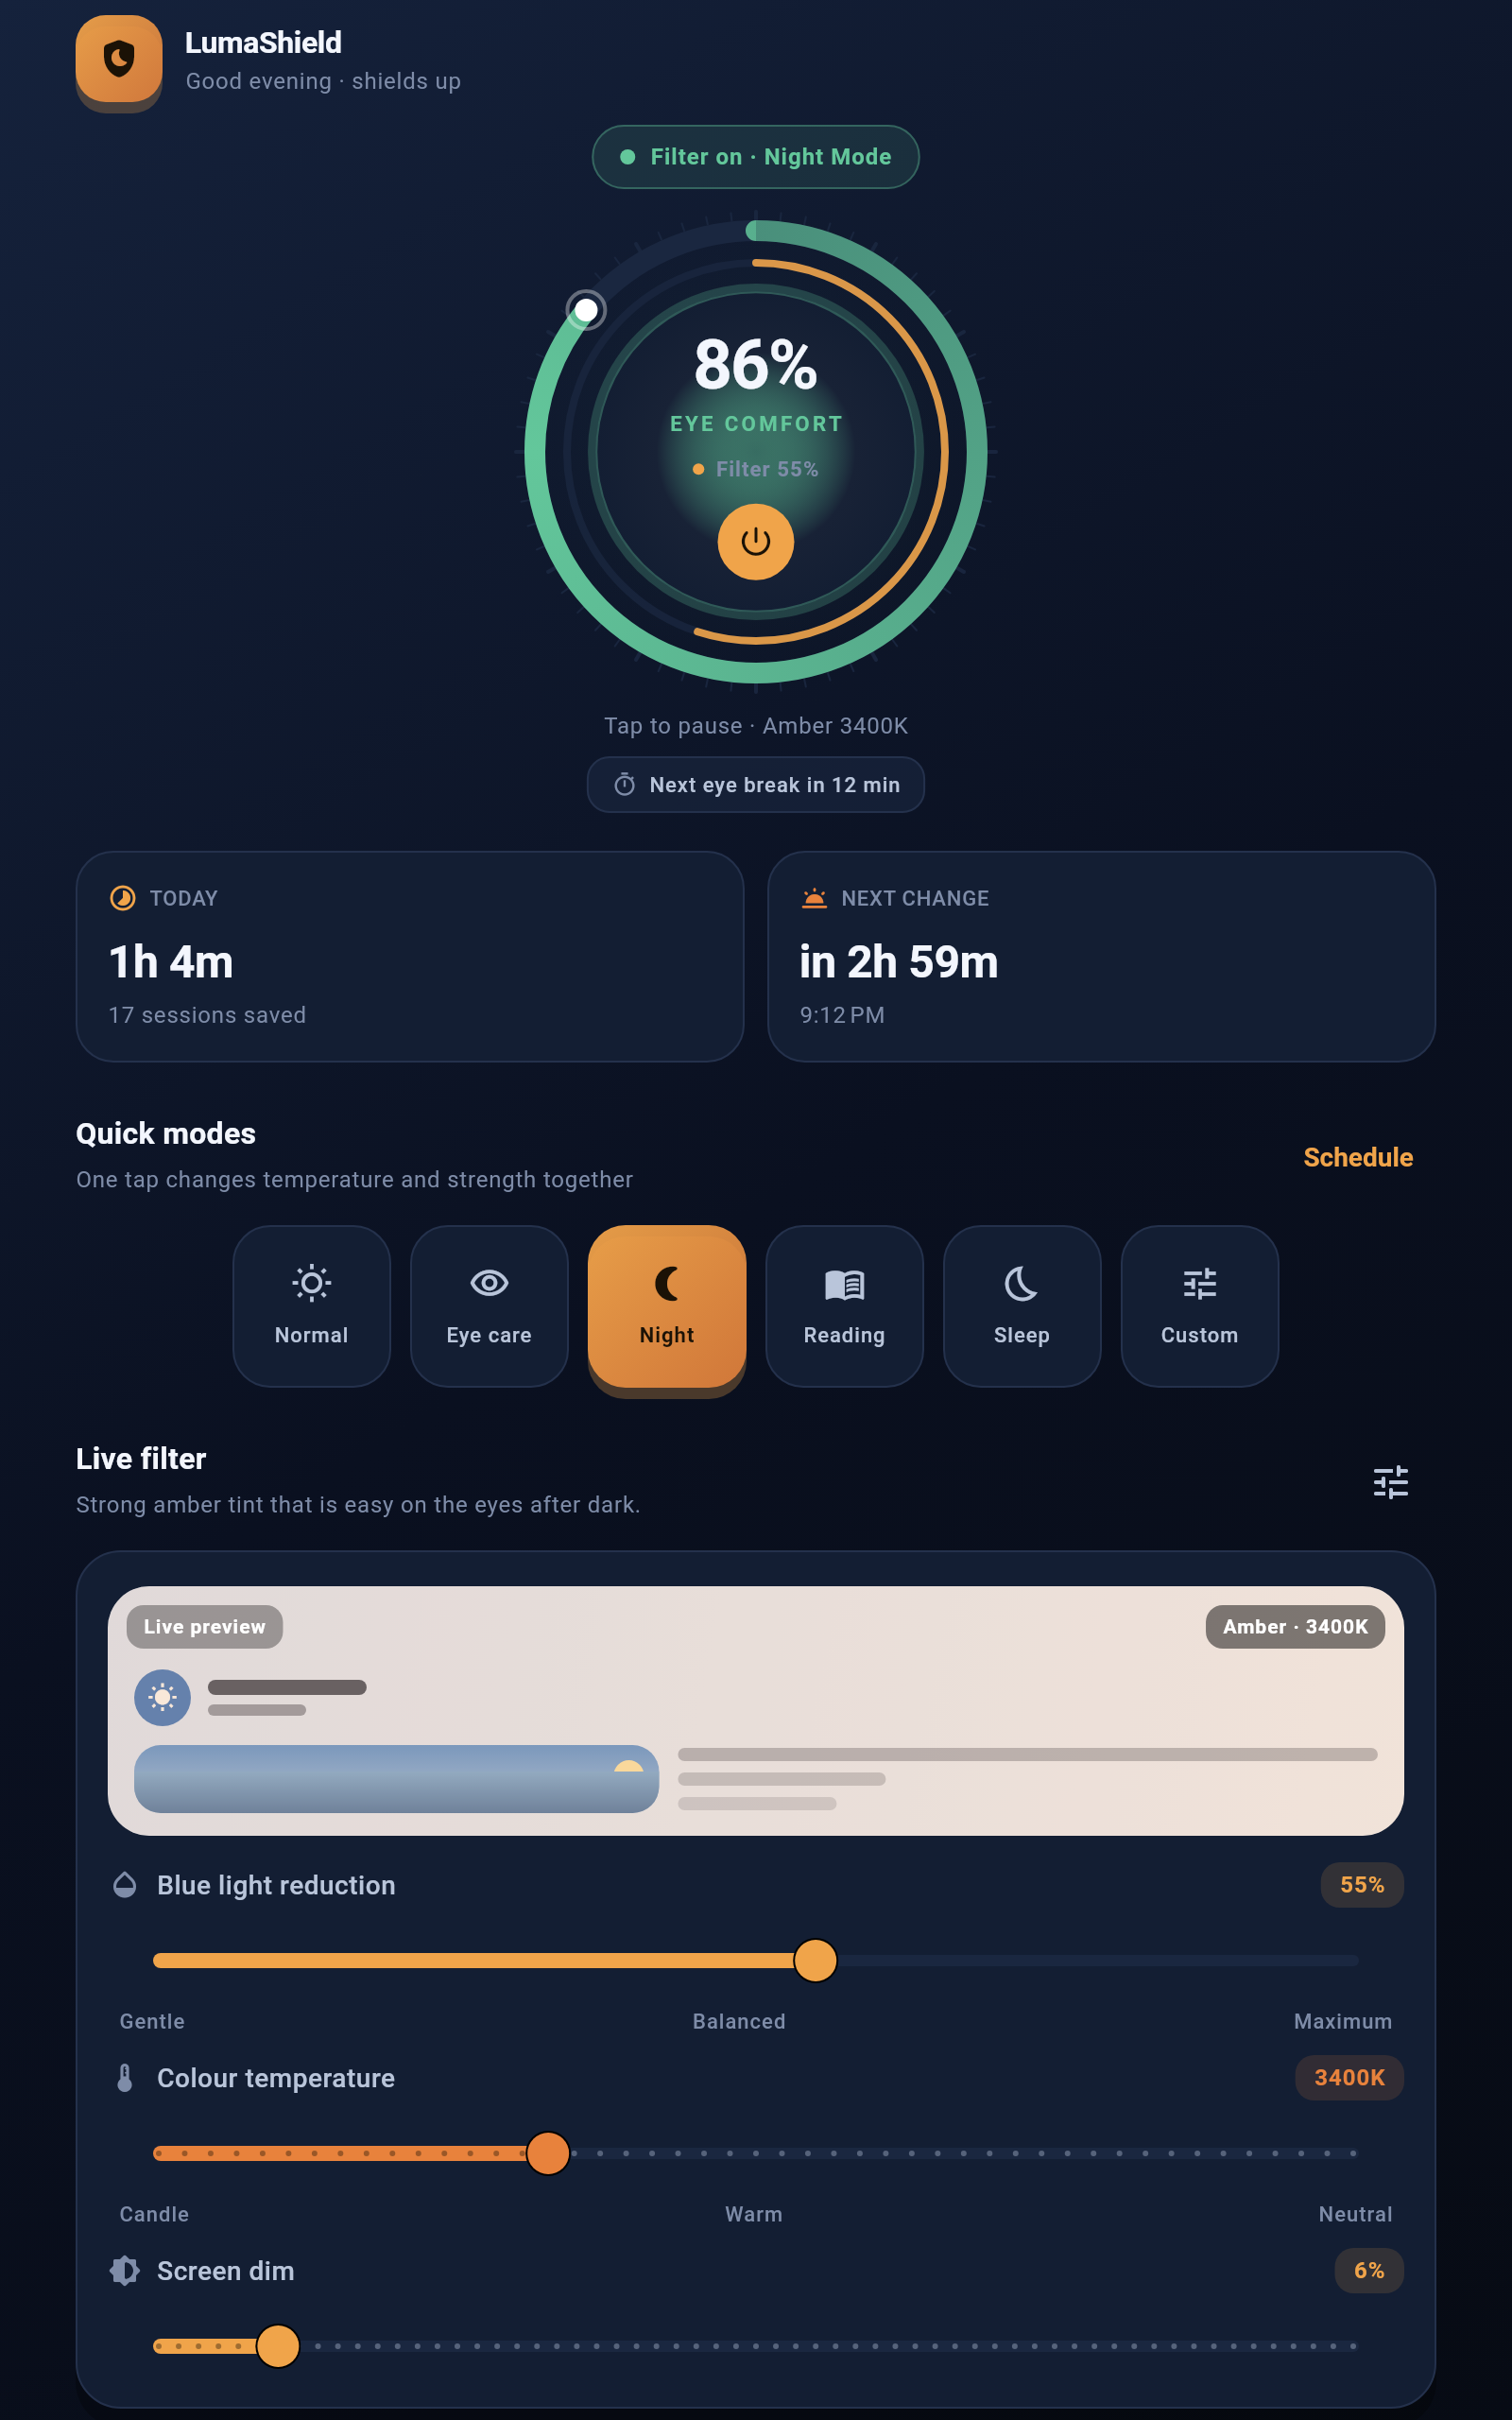 LumaShield
Good evening · shields up
Filter on · Night Mode
86%
EYE COMFORT
Filter 55%
Tap to pause · Amber 3400K
Next eye break in 12 min
TODAY
1h 4m
17 sessions saved
NEXT CHANGE
in 2h 59m
9:12 PM
Quick modes
One tap changes temperature and strength together
Schedule
Normal
Eye care
Night
Reading
Sleep
Custom
Live filter
Strong amber tint that is easy on the eyes after dark.
Live preview
Amber · 3400K
Blue light reduction
55%
Gentle
Balanced
Maximum
Colour temperature
3400K
Candle
Warm
Neutral
Screen dim
6%